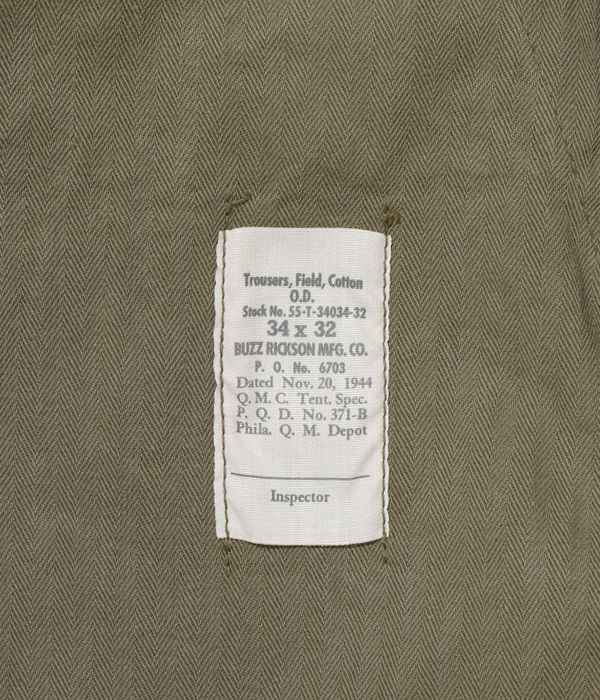 Trousers, Field, Cotton
O.D.
Stock No. 55-T-34034-32
34 x 32
BUZZ RICKSON MFG. CO.
P. O. No. 6703
Dated Nov. 20, 1944
Q. M. C. Tent. Spec.
P. Q. D. No. 371-B
Phila. Q. M. Depot
Inspector